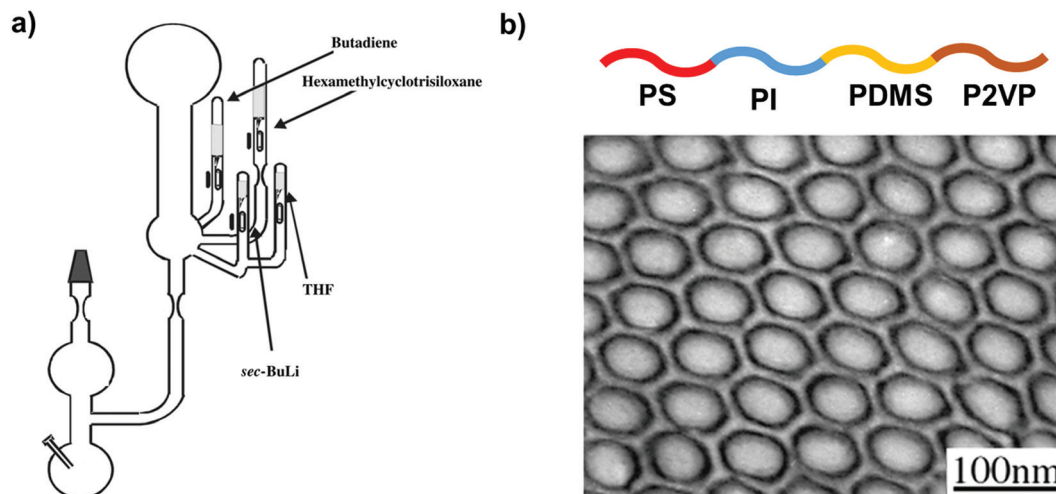 a)
Butadiene
Hexamethylcyclotrisiloxane
THF
sec-BuLi
b)
PS PI PDMS P2VP
100nm